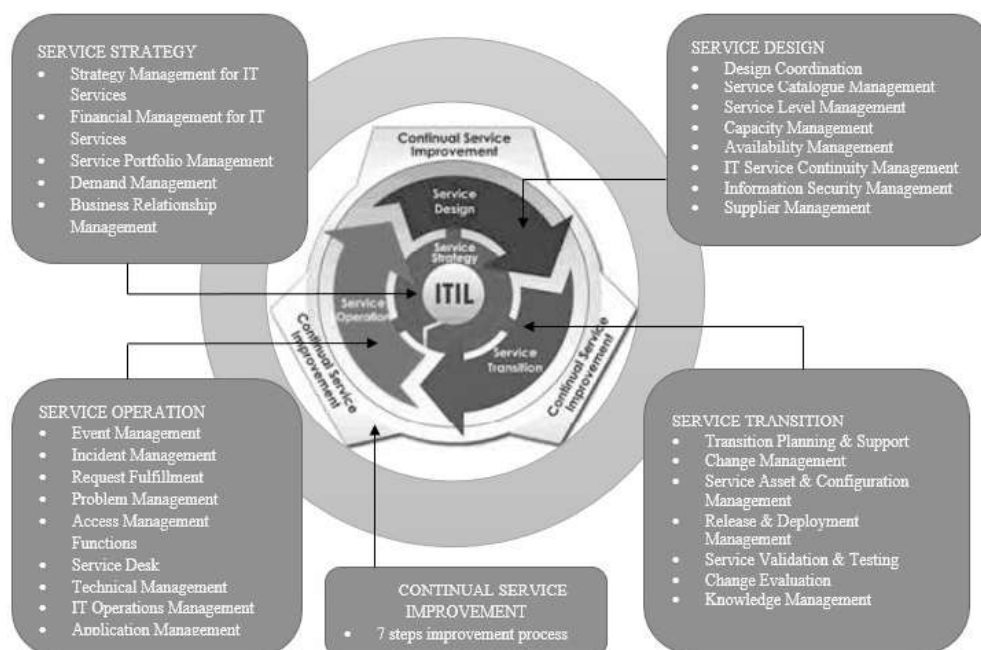 SERVICE STRATEGY
• Strategy Management for IT
Services
• Financial Management for IT
Services
• Service Portfolio Management
• Demand Management
• Business Relationship
Management
SERVICE DESIGN
• Design Coordination
• Service Catalogue Management
• Service Level Management
• Capacity Management
• Availability Management
• IT Service Continuity Management
• Information Security Management
• Supplier Management
Continual Service
Improvement
Service
Design
Service
Strategy
ITIL
Service
Operation
Service
Transition
Continual Service
Improvement
Continual Service
Improvement
SERVICE OPERATION
• Event Management
• Incident Management
• Request Fulfillment
• Problem Management
• Access Management
Functions
• Service Desk
• Technical Management
• IT Operations Management
• Application Management
CONTINUAL SERVICE
IMPROVEMENT
• 7 steps improvement process
SERVICE TRANSITION
• Transition Planning & Support
• Change Management
• Service Asset & Configuration
Management
• Release & Deployment
Management
• Service Validation & Testing
• Change Evaluation
• Knowledge Management